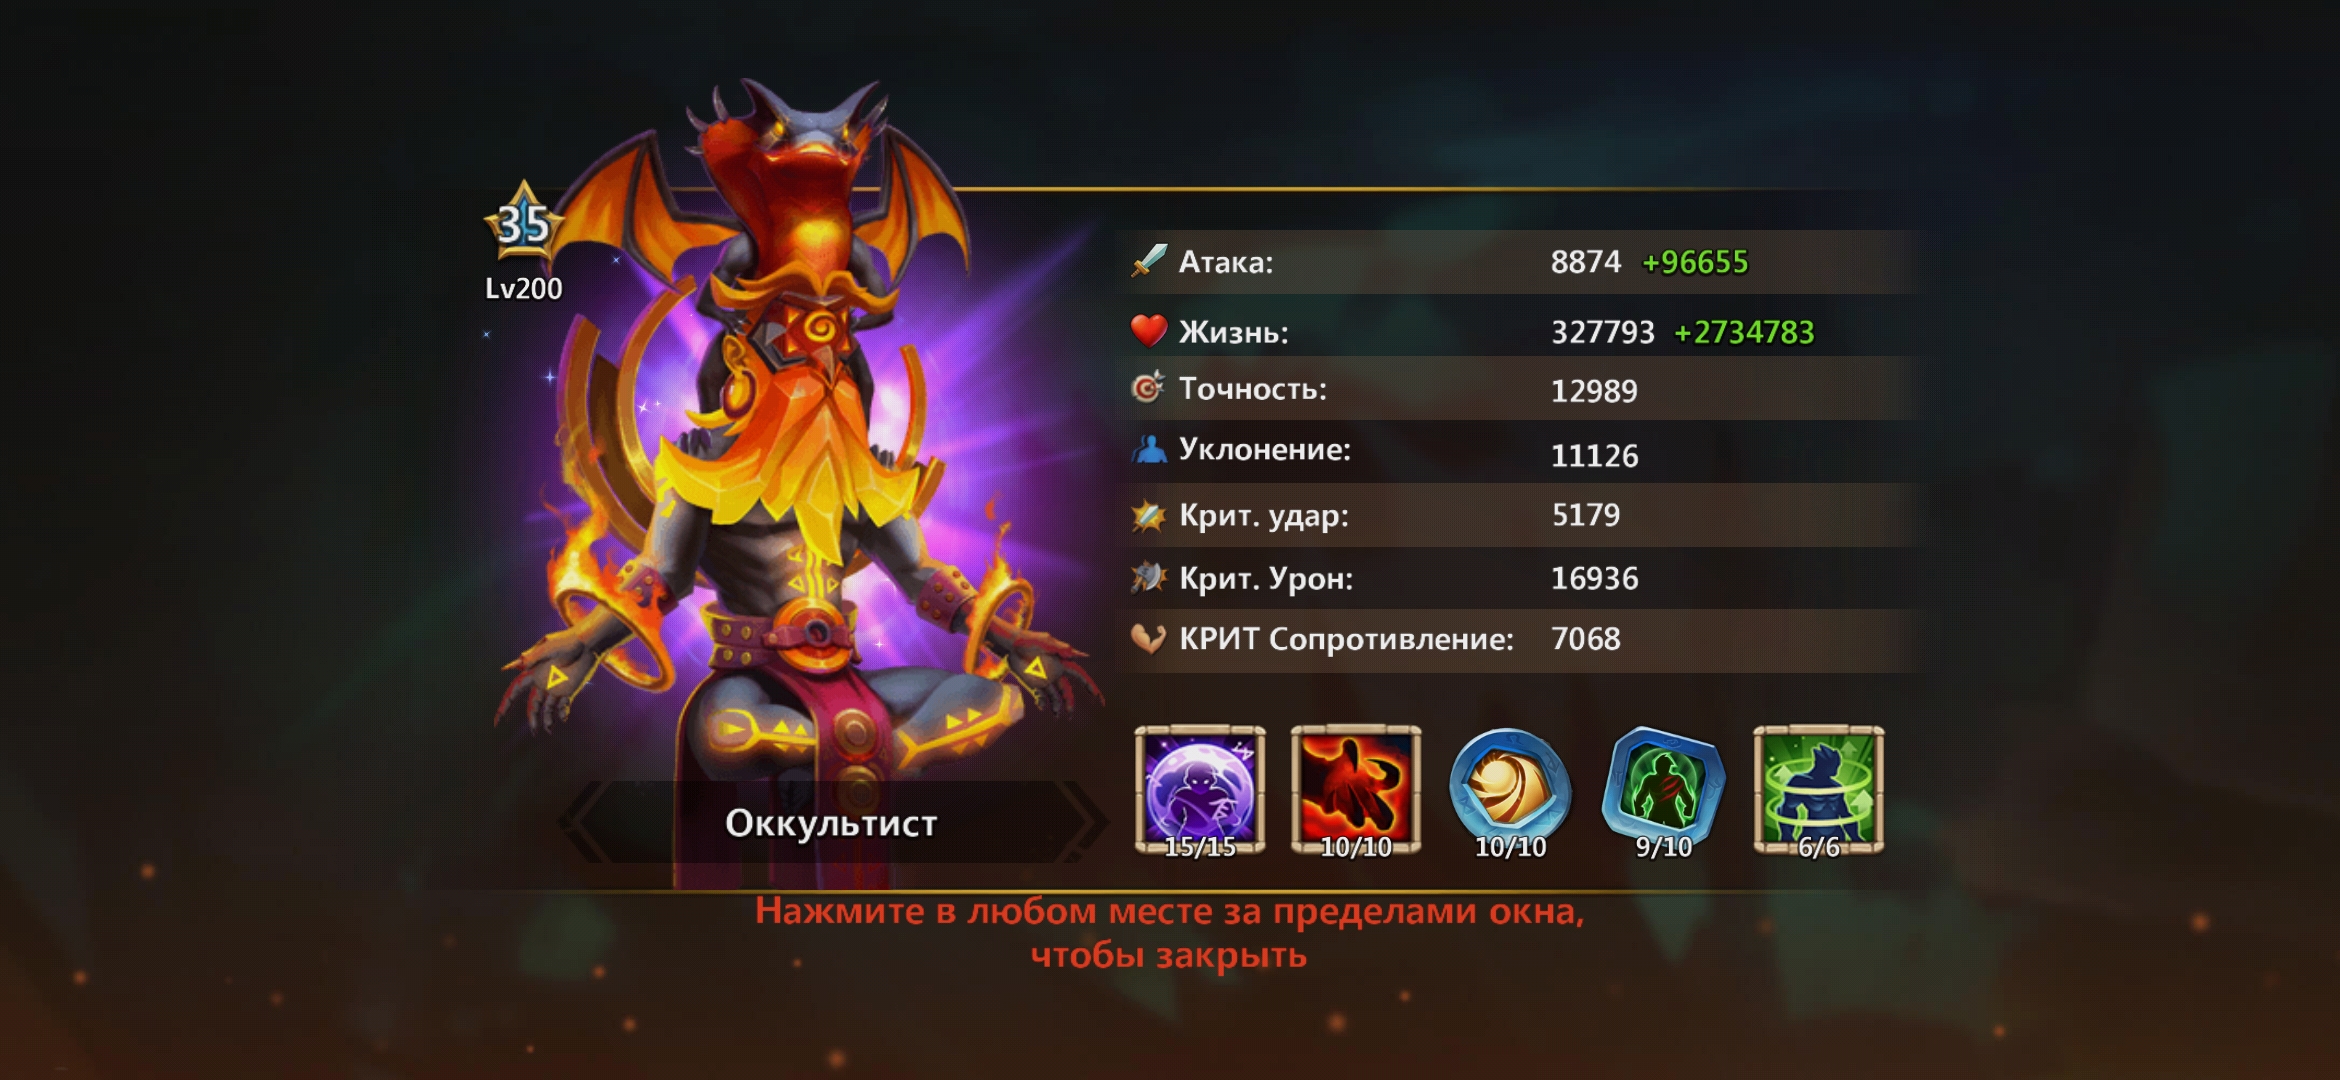 35
Lv200
Атака: 8874 +96655
Жизнь: 327793 +2734783
Точность: 12989
Уклонение: 11126
Крит. удар: 5179
Крит. Урон: 16936
КРИТ Сопротивление: 7068
Оккультист
15/15 10/10 10/10 9/10 6/6
Нажмите в любом месте за пределами окна,
чтобы закрыть